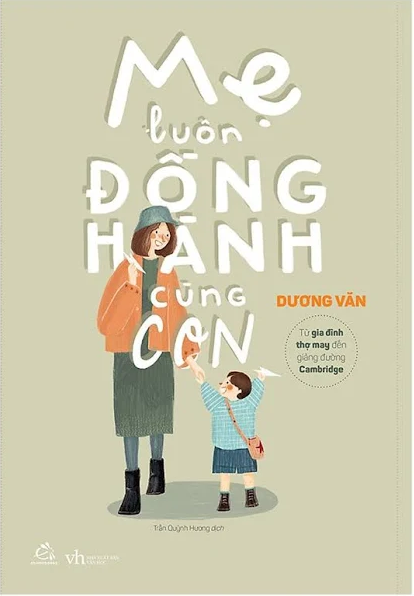 Mẹ
luôn
ĐỒNG
HÀNH
cùng
CON
DƯƠNG VĂN
Từ gia đình
thợ may đến
giảng đường
Cambridge
Trần Quỳnh Hương dịch
vh